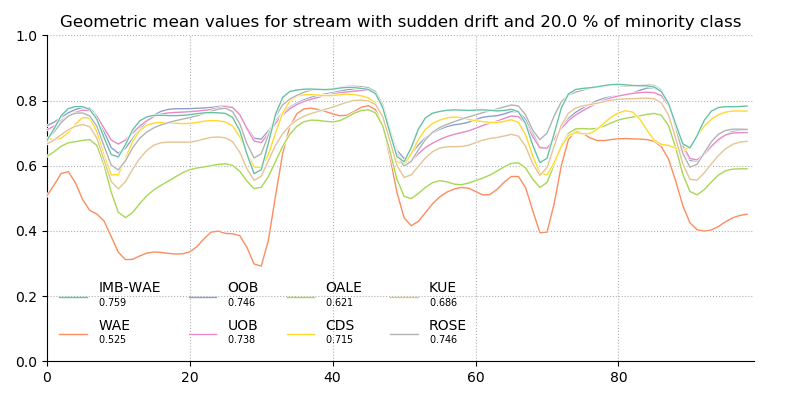 Geometric mean values for stream with sudden drift and 20.0 % of minority class
1.0
0.8
0.6
0.4
0.2
0.0
IMB-WAE OOB OALE KUE
0.759 0.746 0.621 0.686
WAE UOB CDS ROSE
0.525 0.738 0.715 0.746
0 20 40 60 80